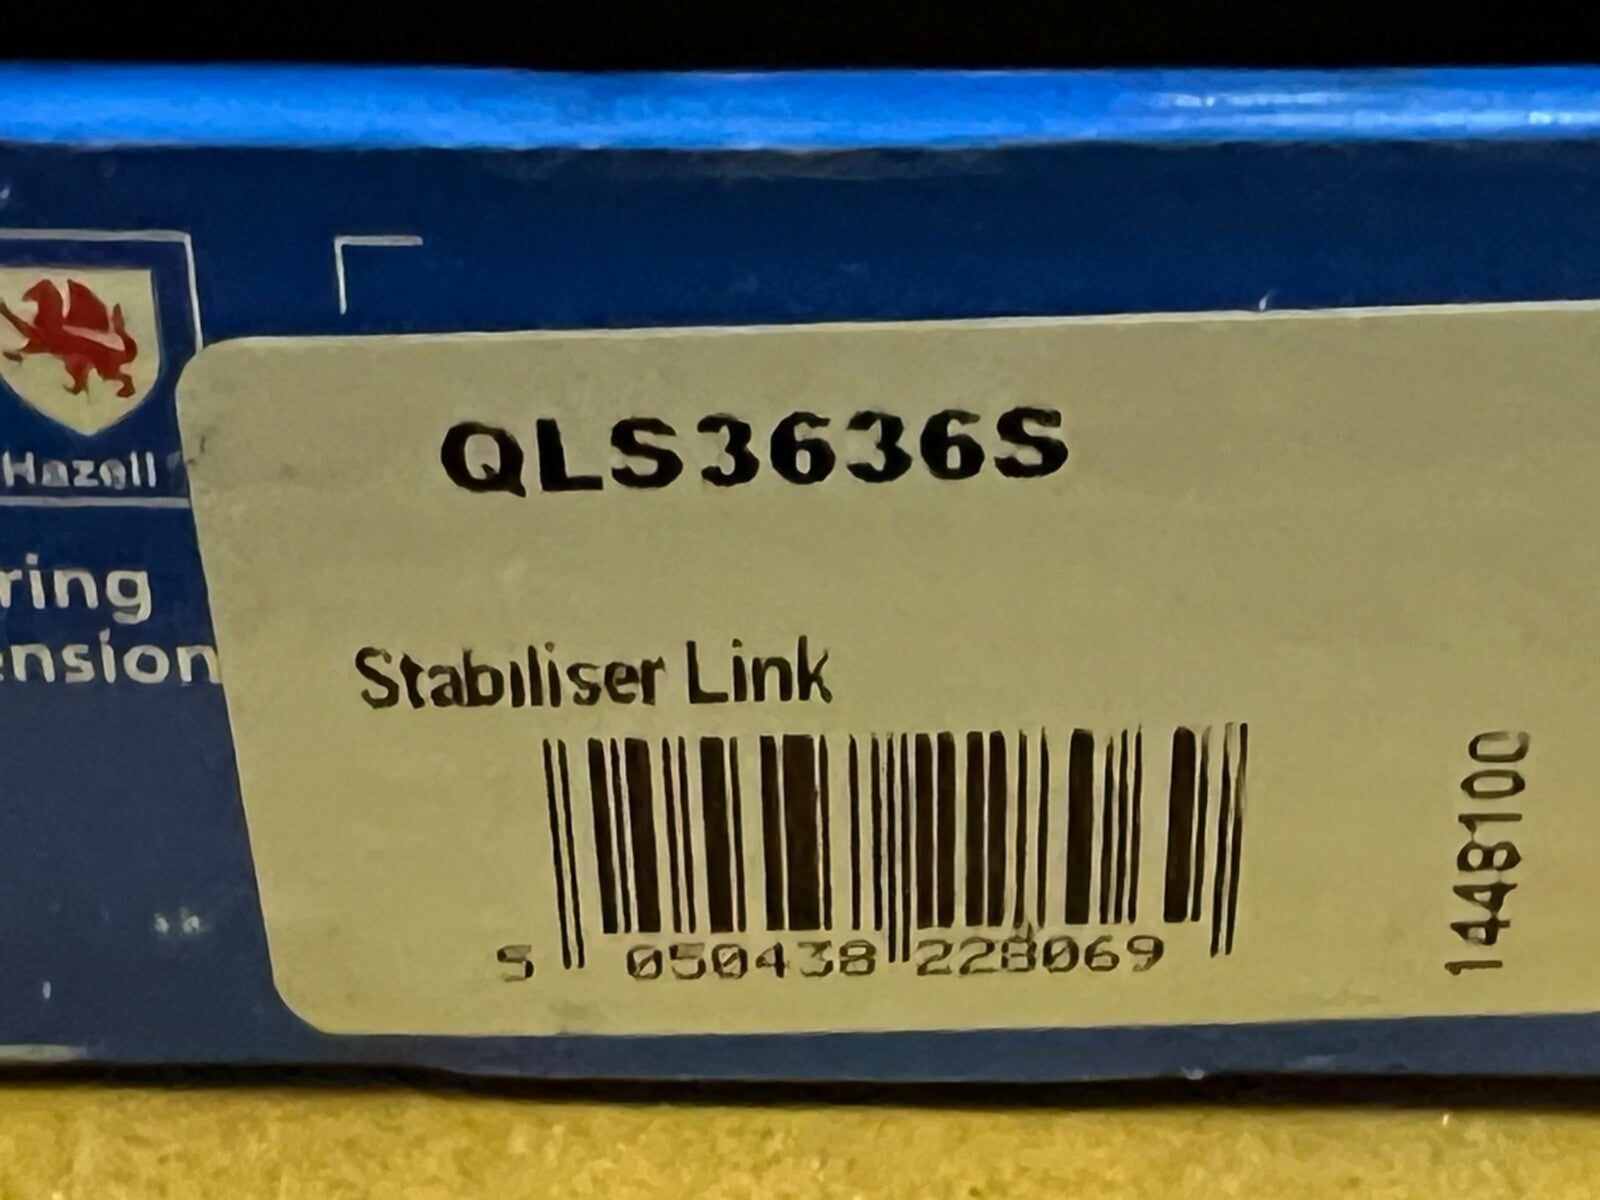 Hazell
ring
ension
QLS3636S
Stabiliser Link
5 050438 228069
1448100